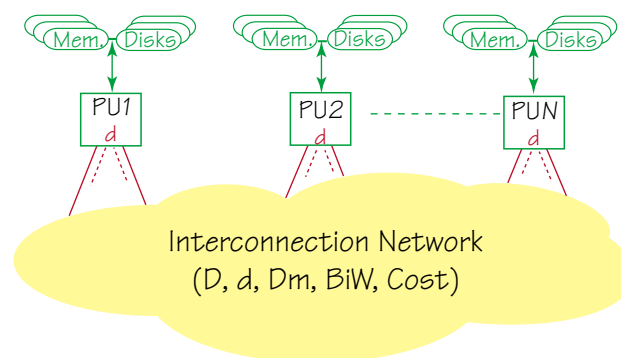 Mem. Disks Mem. Disks Mem. Disks
PU1 PU2 PUN
d d d
Interconnection Network
(D, d, Dm, BiW, Cost)